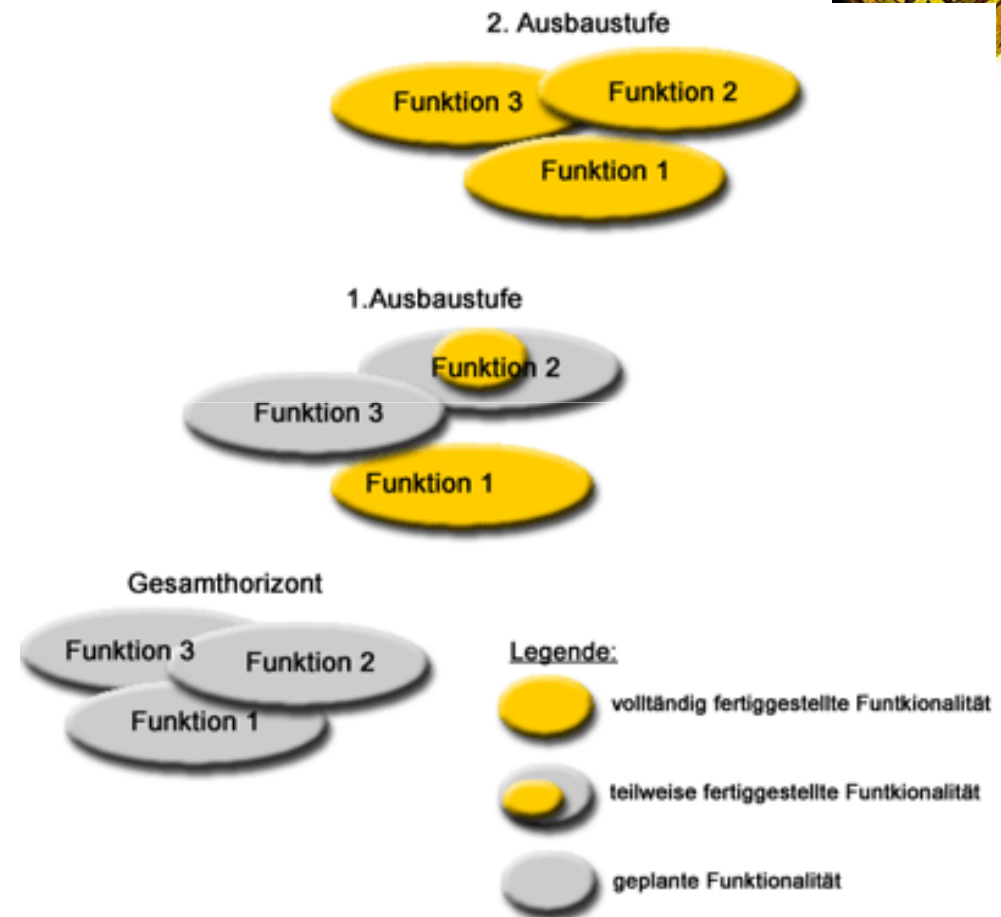 2. Ausbaustufe
Funktion 3
Funktion 2
Funktion 1
1.Ausbaustufe
Funktion 2
Funktion 3
Funktion 1
Gesamthorizont
Funktion 3
Funktion 2
Funktion 1
Legende:
volltändig fertiggestellte Funtkionalität
teilweise fertiggestellte Funtkionalität
geplante Funktionalität